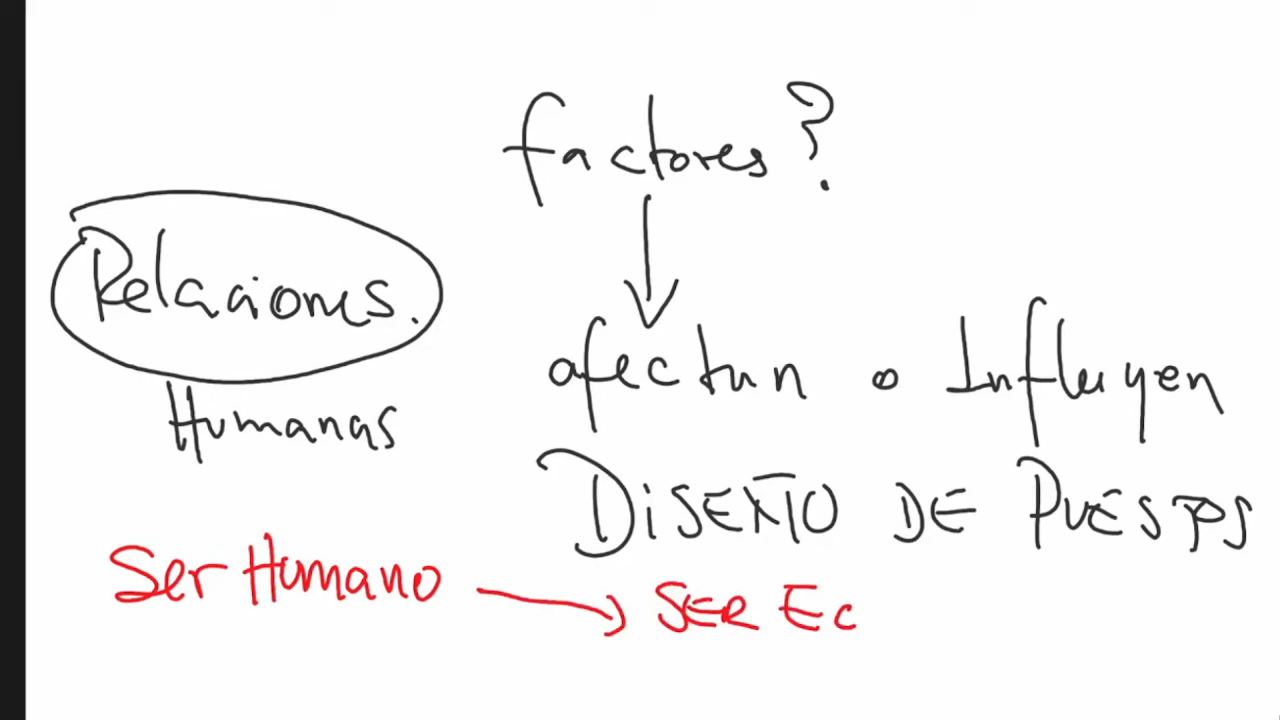 factores?
Relaciones.
Humanas
afectan o Influyen
DISEÑO DE PUESTOS
Ser Humano → SER Ec